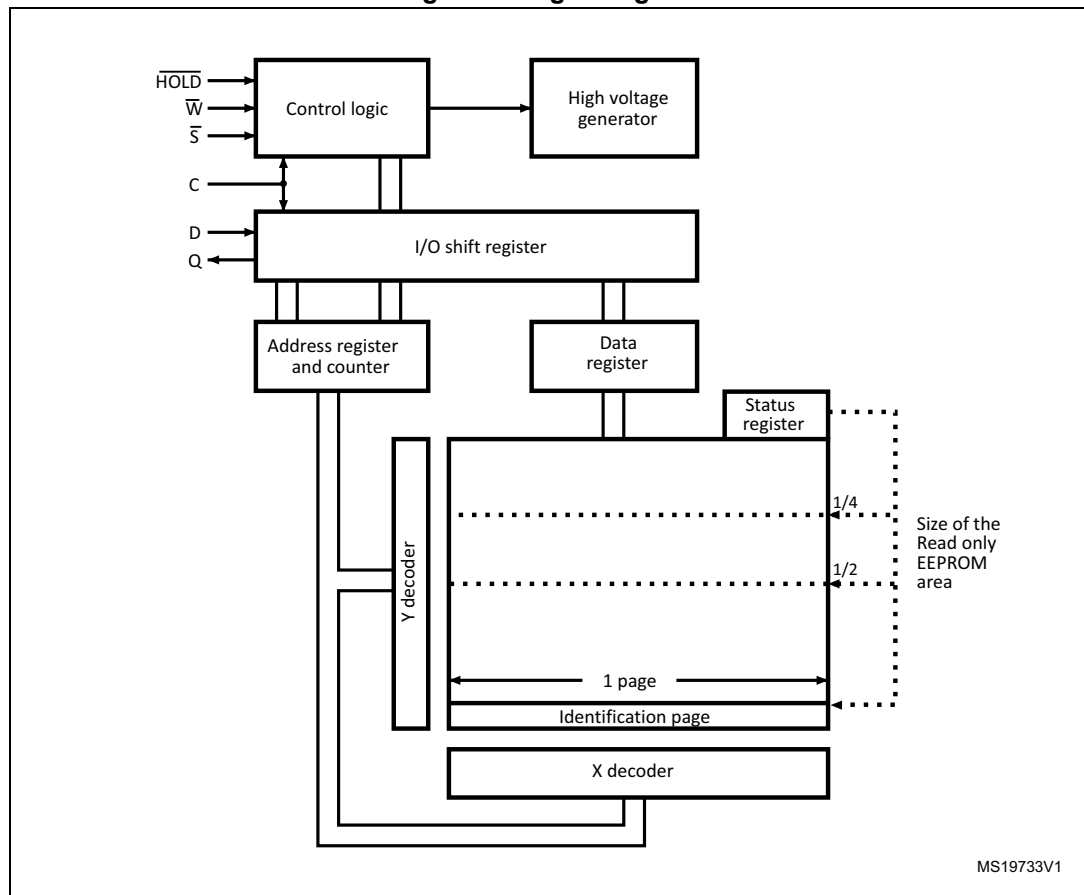 HOLD
W
S
C
D
Q
Control logic
High voltage
generator
I/O shift register
Address register
and counter
Data
register
Status
register
1/4
1/2
Size of the
Read only
EEPROM
area
Y decoder
1 page
Identification page
X decoder
MS19733V1